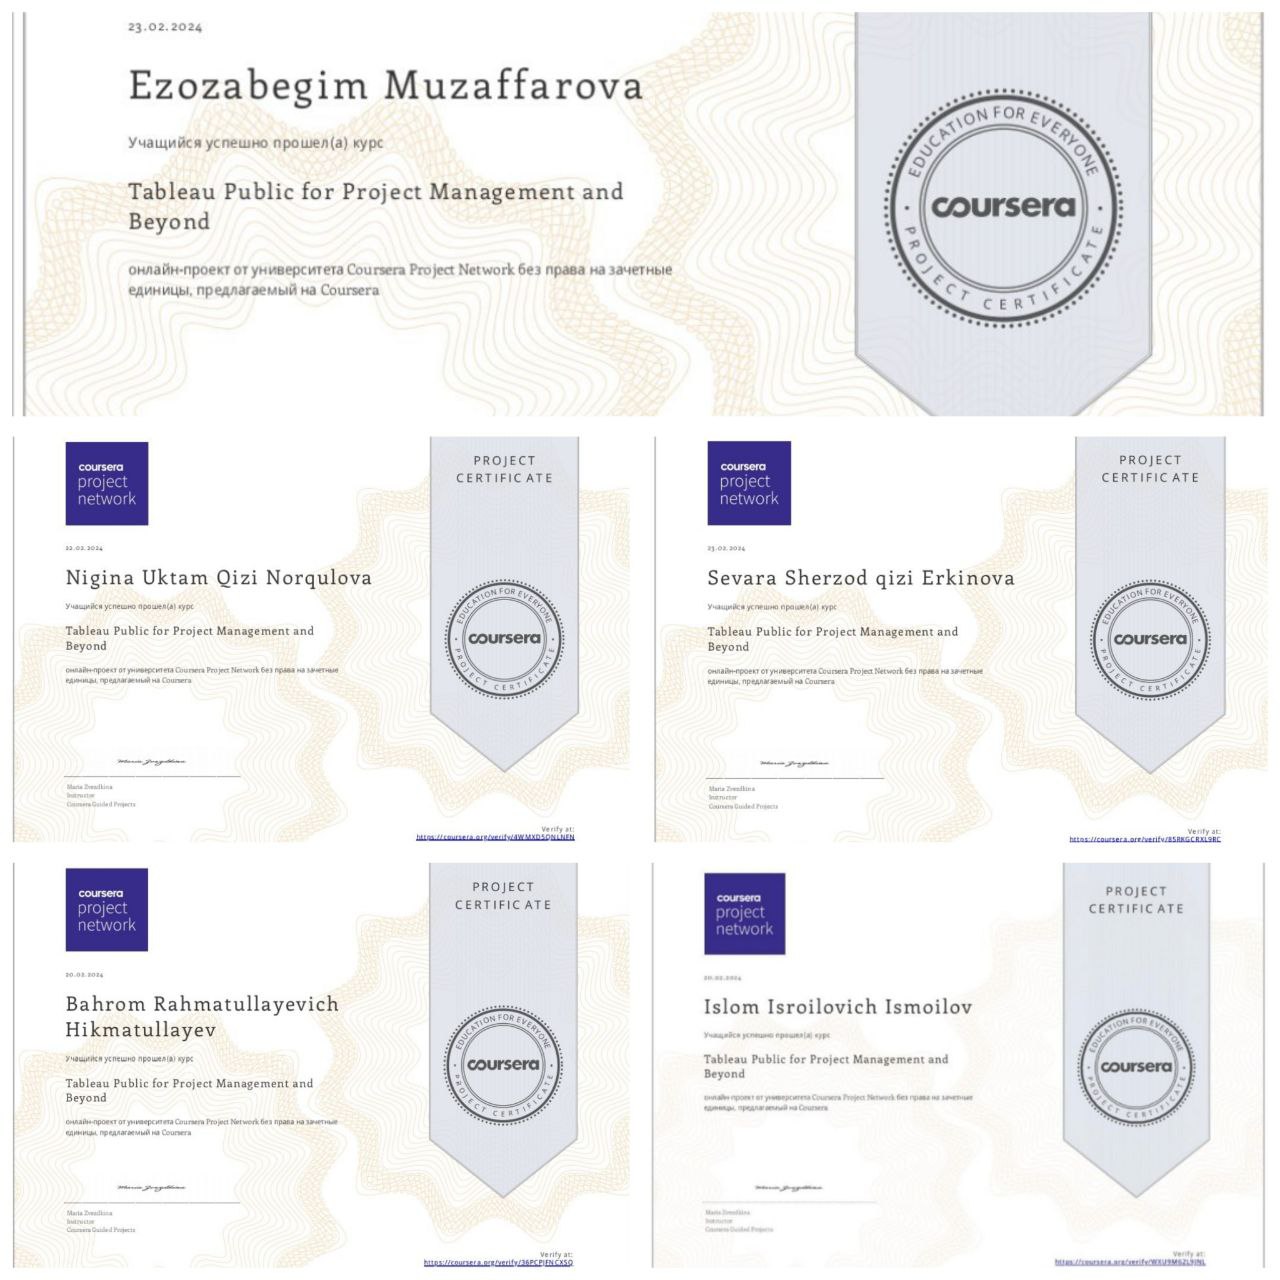 23.02.2024
Ezozabegim Muzaffarova
Учащийся успешно прошел(а) курс
Tableau Public for Project Management and
Beyond
онлайн-проект от университета Coursera Project Network без права на зачетные
единицы, предлагаемый на Coursera
EDUCATION FOR EVERYONE
coursera
PROJECT CERTIFICATE
coursera
project
network
PROJECT
CERTIFICATE
22.02.2024
Nigina Uktam Qizi Norqulova
Учащийся успешно прошел(а) курс
Tableau Public for Project Management and
Beyond
онлайн-проект от университета Coursera Project Network без права на зачетные
единицы, предлагаемый на Coursera
EDUCATION FOR EVERYONE
coursera
PROJECT CERTIFICATE
Maria Zvezdkina
Instructor
Coursera Guided Projects
Verify at:
https://coursera.org/verify/4WMXD5QNLNFN
coursera
project
network
PROJECT
CERTIFICATE
23.02.2024
Sevara Sherzod qizi Erkinova
Учащийся успешно прошел(а) курс
Tableau Public for Project Management and
Beyond
онлайн-проект от университета Coursera Project Network без права на зачетные
единицы, предлагаемый на Coursera
EDUCATION FOR EVERYONE
coursera
PROJECT CERTIFICATE
Maria Zvezdkina
Instructor
Coursera Guided Projects
Verify at:
https://coursera.org/verify/85RKGCRXL9RC
coursera
project
network
PROJECT
CERTIFICATE
20.02.2024
Bahrom Rahmatullayevich
Hikmatullayev
Учащийся успешно прошел(а) курс
Tableau Public for Project Management and
Beyond
онлайн-проект от университета Coursera Project Network без права на зачетные
единицы, предлагаемый на Coursera
EDUCATION FOR EVERYONE
coursera
PROJECT CERTIFICATE
Maria Zvezdkina
Instructor
Coursera Guided Projects
Verify at:
https://coursera.org/verify/36PCPJFNCXSQ
coursera
project
network
PROJECT
CERTIFICATE
20.02.2024
Islom Isroilovich Ismoilov
Учащийся успешно прошел(а) курс
Tableau Public for Project Management and
Beyond
онлайн-проект от университета Coursera Project Network без права на зачетные
единицы, предлагаемый на Coursera
EDUCATION FOR EVERYONE
coursera
PROJECT CERTIFICATE
Maria Zvezdkina
Instructor
Coursera Guided Projects
Verify at: